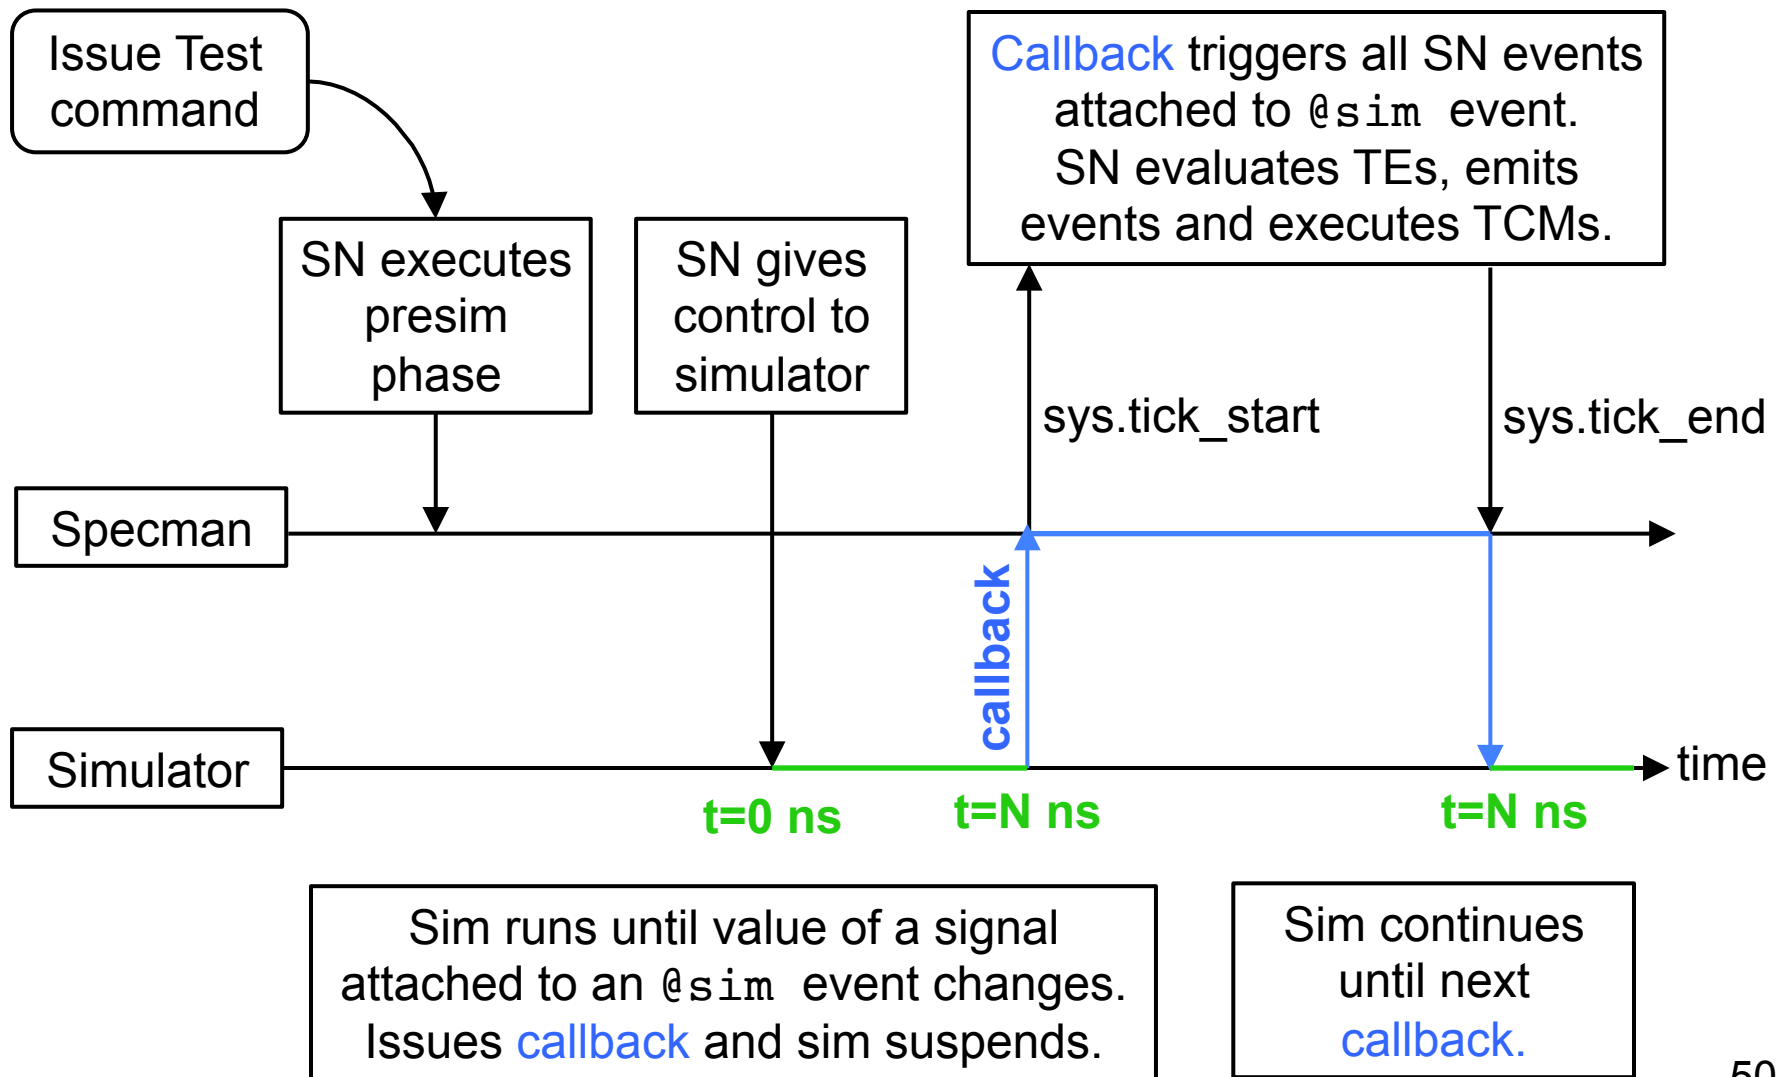 Issue Test
command
Callback triggers all SN events
attached to @sim event.
SN evaluates TEs, emits
events and executes TCMs.
SN executes
presim
phase
SN gives
control to
simulator
sys.tick_start
sys.tick_end
Specman
callback
Simulator
time
t=0 ns
t=N ns
t=N ns
Sim runs until value of a signal
attached to an @sim event changes.
Issues callback and sim suspends.
Sim continues
until next
callback.
50